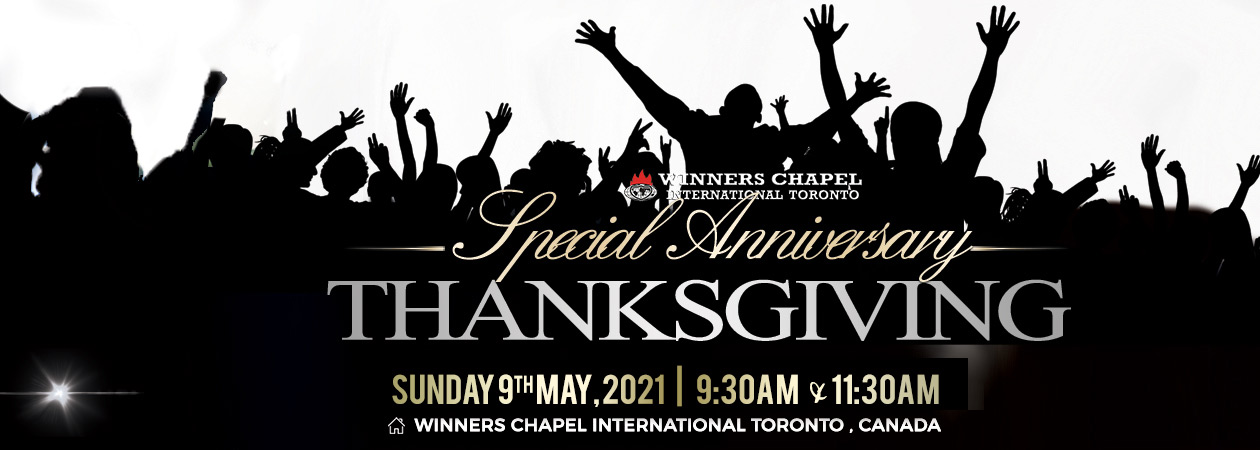 WINNERS CHAPEL
INTERNATIONAL TORONTO
Special Anniversary
THANKSGIVING
SUNDAY 9TH MAY, 2021 | 9:30AM & 11:30AM
WINNERS CHAPEL INTERNATIONAL TORONTO , CANADA